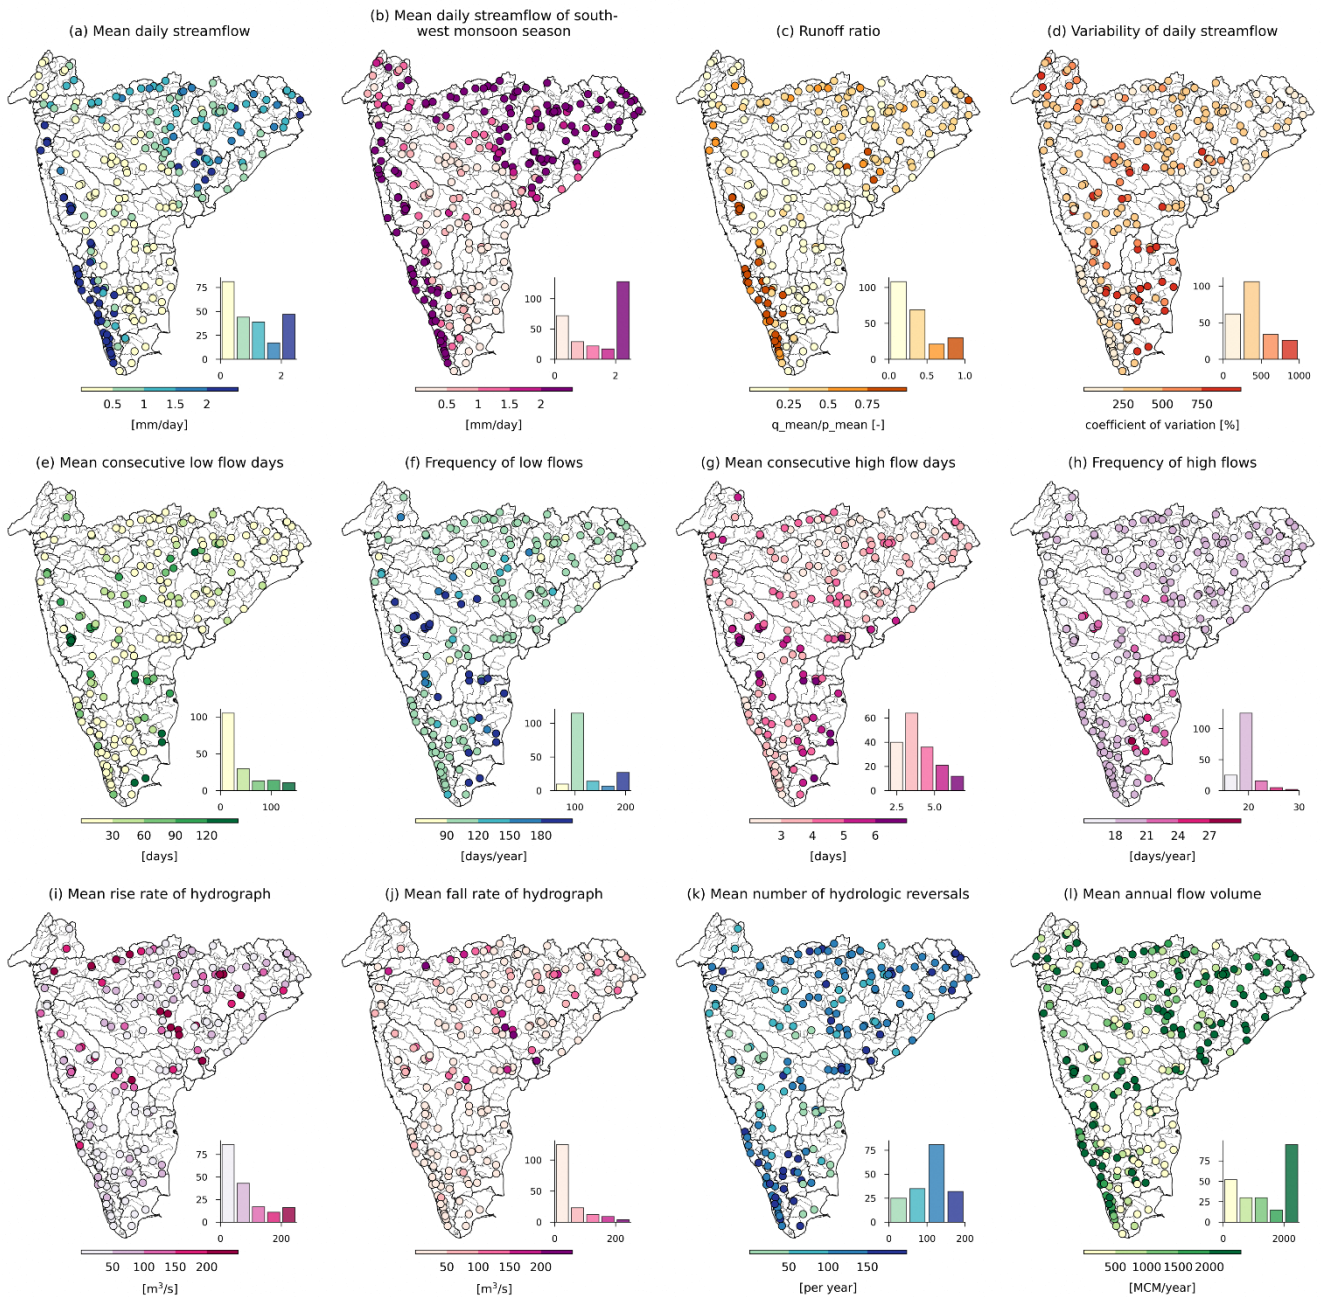 (a) Mean daily streamflow
(b) Mean daily streamflow of south-
west monsoon season
(c) Runoff ratio
(d) Variability of daily streamflow
75
50
25
0
0 2
0.5 1 1.5 2
[mm/day]
100
50
0
0 2
0.5 1 1.5 2
[mm/day]
100
50
0
0.0 0.5 1.0
0.25 0.5 0.75
q_mean/p_mean [-]
100
50
0
0 500 1000
250 500 750
coefficient of variation [%]
(e) Mean consecutive low flow days
(f) Frequency of low flows
(g) Mean consecutive high flow days
(h) Frequency of high flows
100
50
0
100
30 60 90 120
[days]
100
50
0
100 200
90 120 150 180
[days/year]
60
40
20
0
2.5 5.0
3 4 5 6
[days]
100
50
0
20 30
18 21 24 27
[days/year]
(i) Mean rise rate of hydrograph
(j) Mean fall rate of hydrograph
(k) Mean number of hydrologic reversals
(l) Mean annual flow volume
75
50
25
0
0 200
50 100 150 200
[m³/s]
100
50
0
0 200
50 100 150 200
[m³/s]
75
50
25
0
0 100 200
50 100 150
[per year]
75
50
25
0
0 2000
500 1000 1500 2000
[MCM/year]